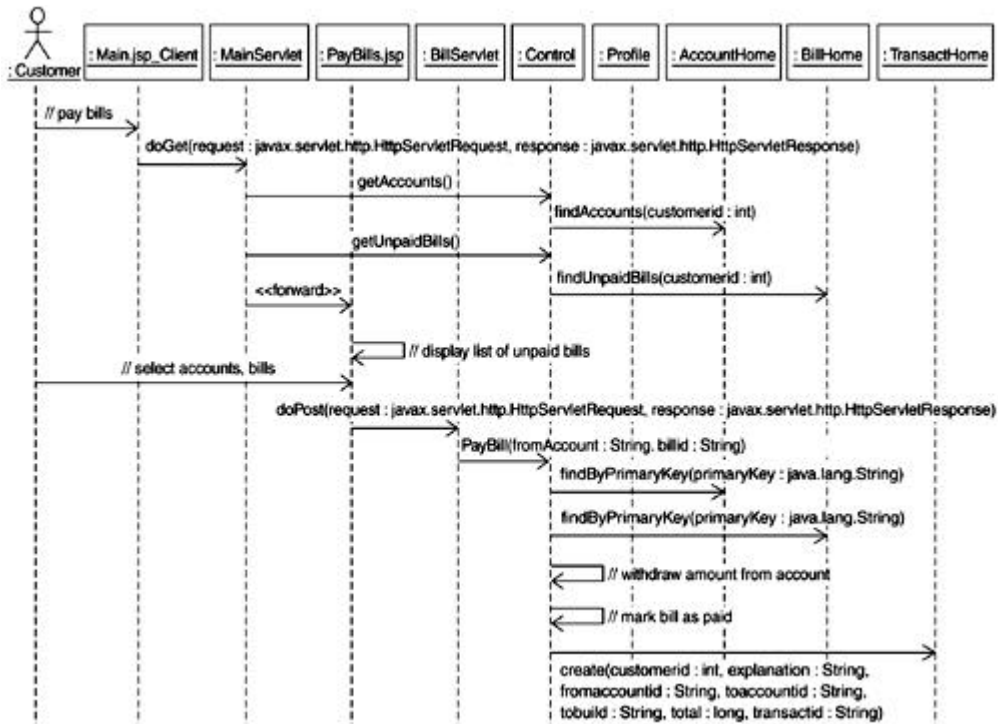 : Customer
: Main.jsp_Client
: MainServlet
: PayBills.jsp
: BillServlet
: Control
: Profile
: AccountHome
: BillHome
: TransactHome
// pay bills
doGet(request : javax.servlet.http.HttpServletRequest, response : javax.servlet.http.HttpServletResponse)
getAccounts()
findAccounts(customerid : int)
getUnpaidBills()
findUnpaidBills(customerid : int)
<<forward>>
// display list of unpaid bills
// select accounts, bills
doPost(request : javax.servlet.http.HttpServletRequest, response : javax.servlet.http.HttpServletResponse)
PayBill(fromAccount : String, billid : String)
findByPrimaryKey(primaryKey : java.lang.String)
findByPrimaryKey(primaryKey : java.lang.String)
// withdraw amount from account
// mark bill as paid
create(customerid : int, explanation : String,
fromaccountid : String, toaccountid : String,
tobuild : String, total : long, transactid : String)